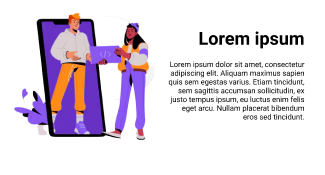 Lorem ipsum
Lorem ipsum dolor sit amet, consectetur
adipiscing elit. Aliquam maximus sapien
quis sem egestas varius. Etiam tincidunt,
sem sagittis accumsan sollicitudin, ex
justo tempus ipsum, eu luctus enim felis
eget arcu. Nullam placerat bibendum
eros sed tincidunt.